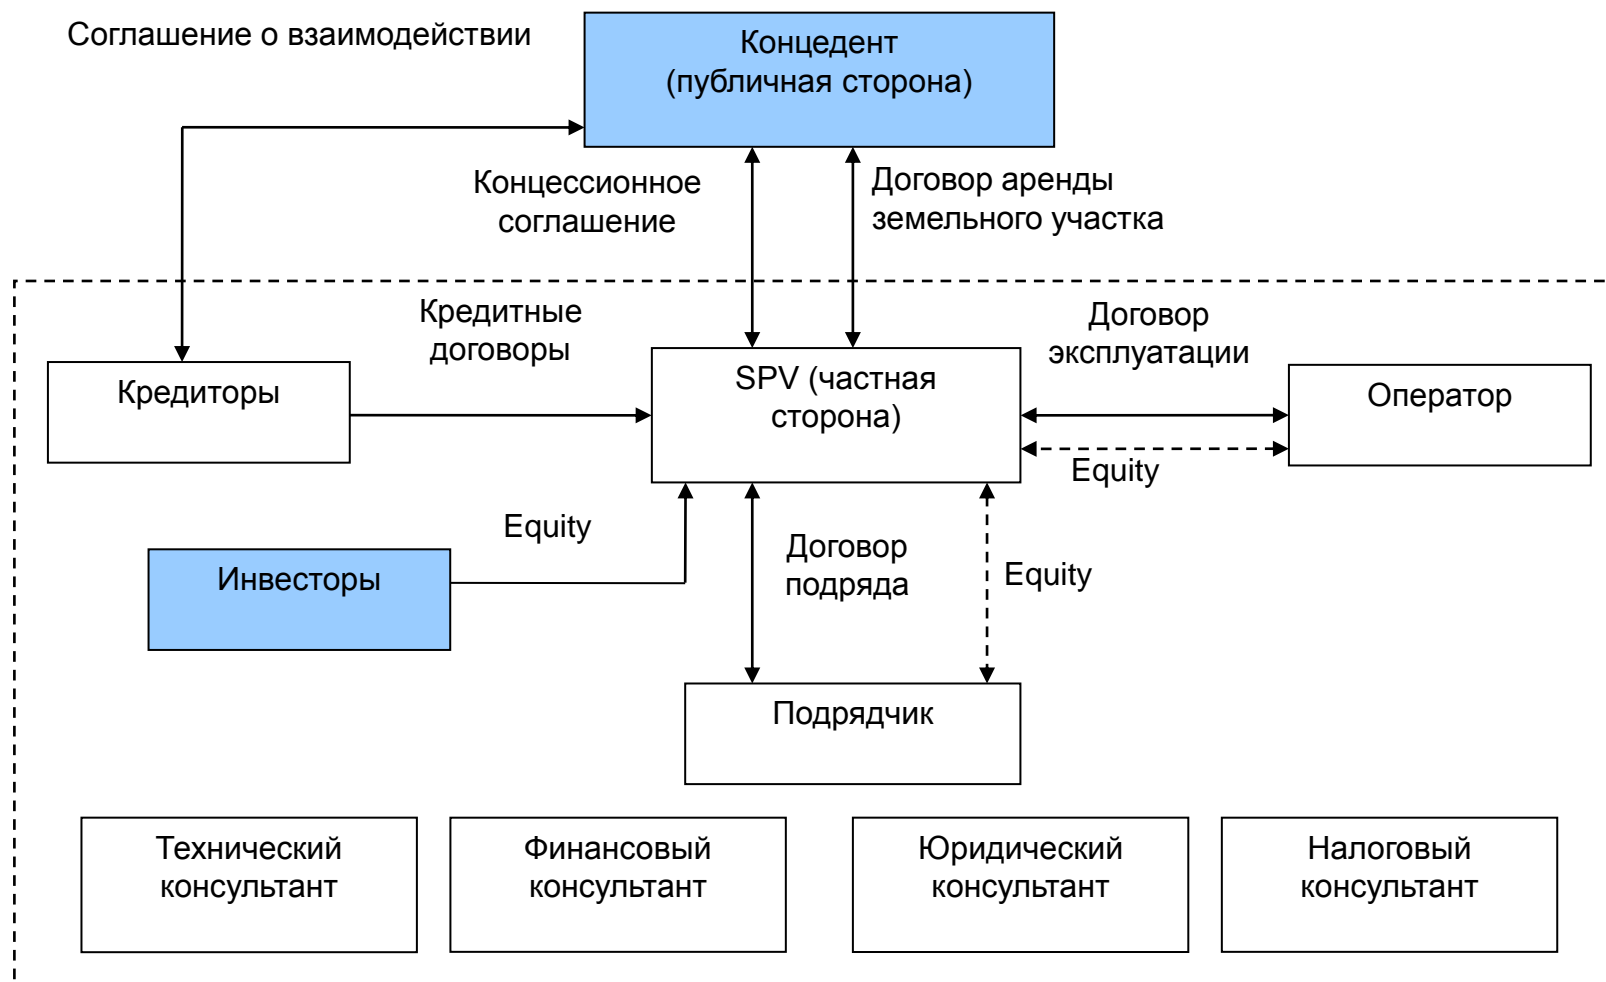 Соглашение о взаимодействии
Концедент
(публичная сторона)
Концессионное
соглашение
Договор аренды
земельного участка
Кредитные
договоры
Договор
эксплуатации
Кредиторы
SPV (частная
сторона)
Оператор
Equity
Equity
Инвесторы
Договор
подряда
Equity
Подрядчик
Технический
консультант
Финансовый
консультант
Юридический
консультант
Налоговый
консультант